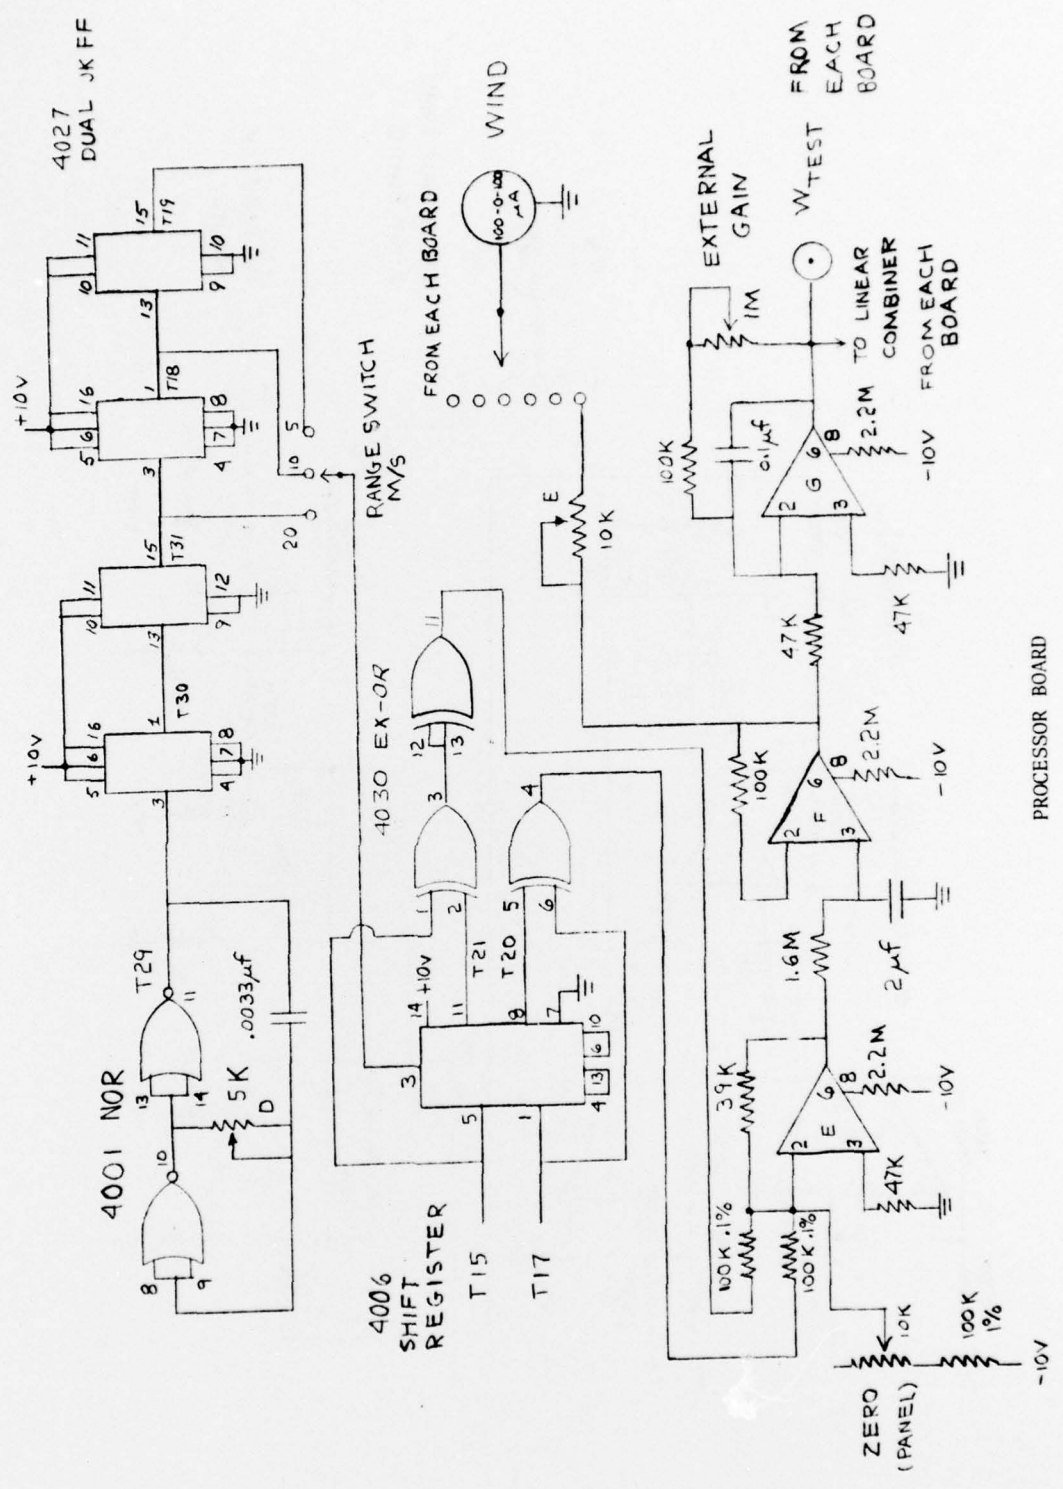 4027
DUAL JKFF
+10V
+10V
5
6
16
3
1
4
7
8
T30
10
11
13
15
9
12
T31
5
6
16
3
1
4
7
8
T18
10
11
13
15
9
10
T19
4001 NOR
8
9
10
13
14
11
T29
5K
D
.0033µf
20
10
5
RANGE SWITCH
M/S
4006
SHIFT
REGISTER
T15
T17
5
1
3
14
+10V
11
8
7
4
13
6
10
T21
T20
4030 EX-OR
1
2
3
5
6
4
12
13
11
FROM EACH BOARD
WIND
100-0-100
µA
E
10K
ZERO
(PANEL)
10K
100K
1%
-10V
100K .1%
100K .1%
39K
2
3
E
6
8
2.2M
-10V
47K
1.6M
2µf
100K
2
3
F
6
8
2.2M
-10V
47K
47K
100K
0.1µf
2
3
G
6
8
2.2M
-10V
EXTERNAL
GAIN
1M
TO LINEAR
COMBINER
FROM EACH
BOARD
WTEST
FROM
EACH
BOARD
PROCESSOR BOARD